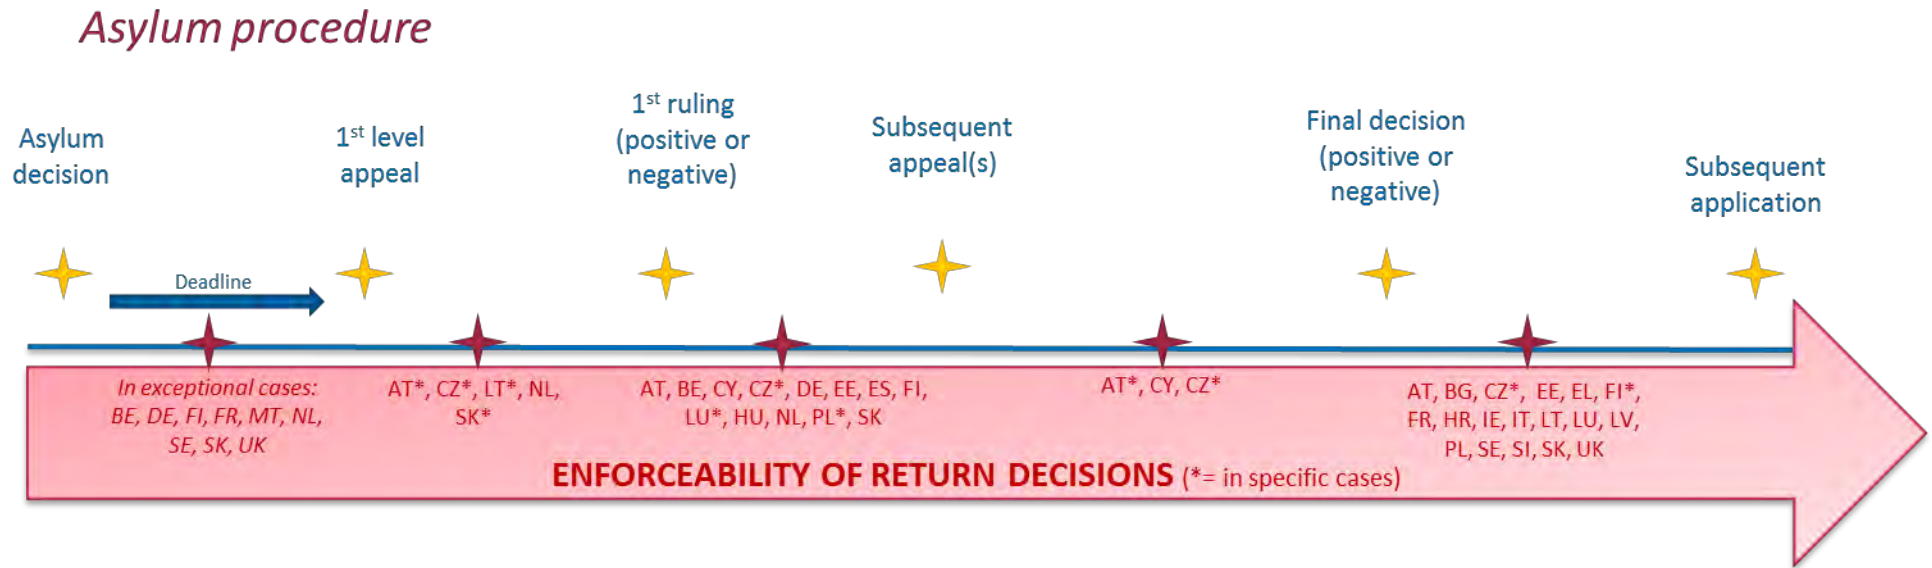 Asylum procedure
Asylum
decision
1st level
appeal
1st ruling
(positive or
negative)
Subsequent
appeal(s)
Final decision
(positive or
negative)
Subsequent
application
Deadline
In exceptional cases:
BE, DE, FI, FR, MT, NL,
SE, SK, UK
AT*, CZ*, LT*, NL,
SK*
AT, BE, CY, CZ*, DE, EE, ES, FI,
LU*, HU, NL, PL*, SK
AT*, CY, CZ*
AT, BG, CZ*, EE, EL, FI*,
FR, HR, IE, IT, LT, LU, LV,
PL, SE, SI, SK, UK
ENFORCEABILITY OF RETURN DECISIONS (*= in specific cases)